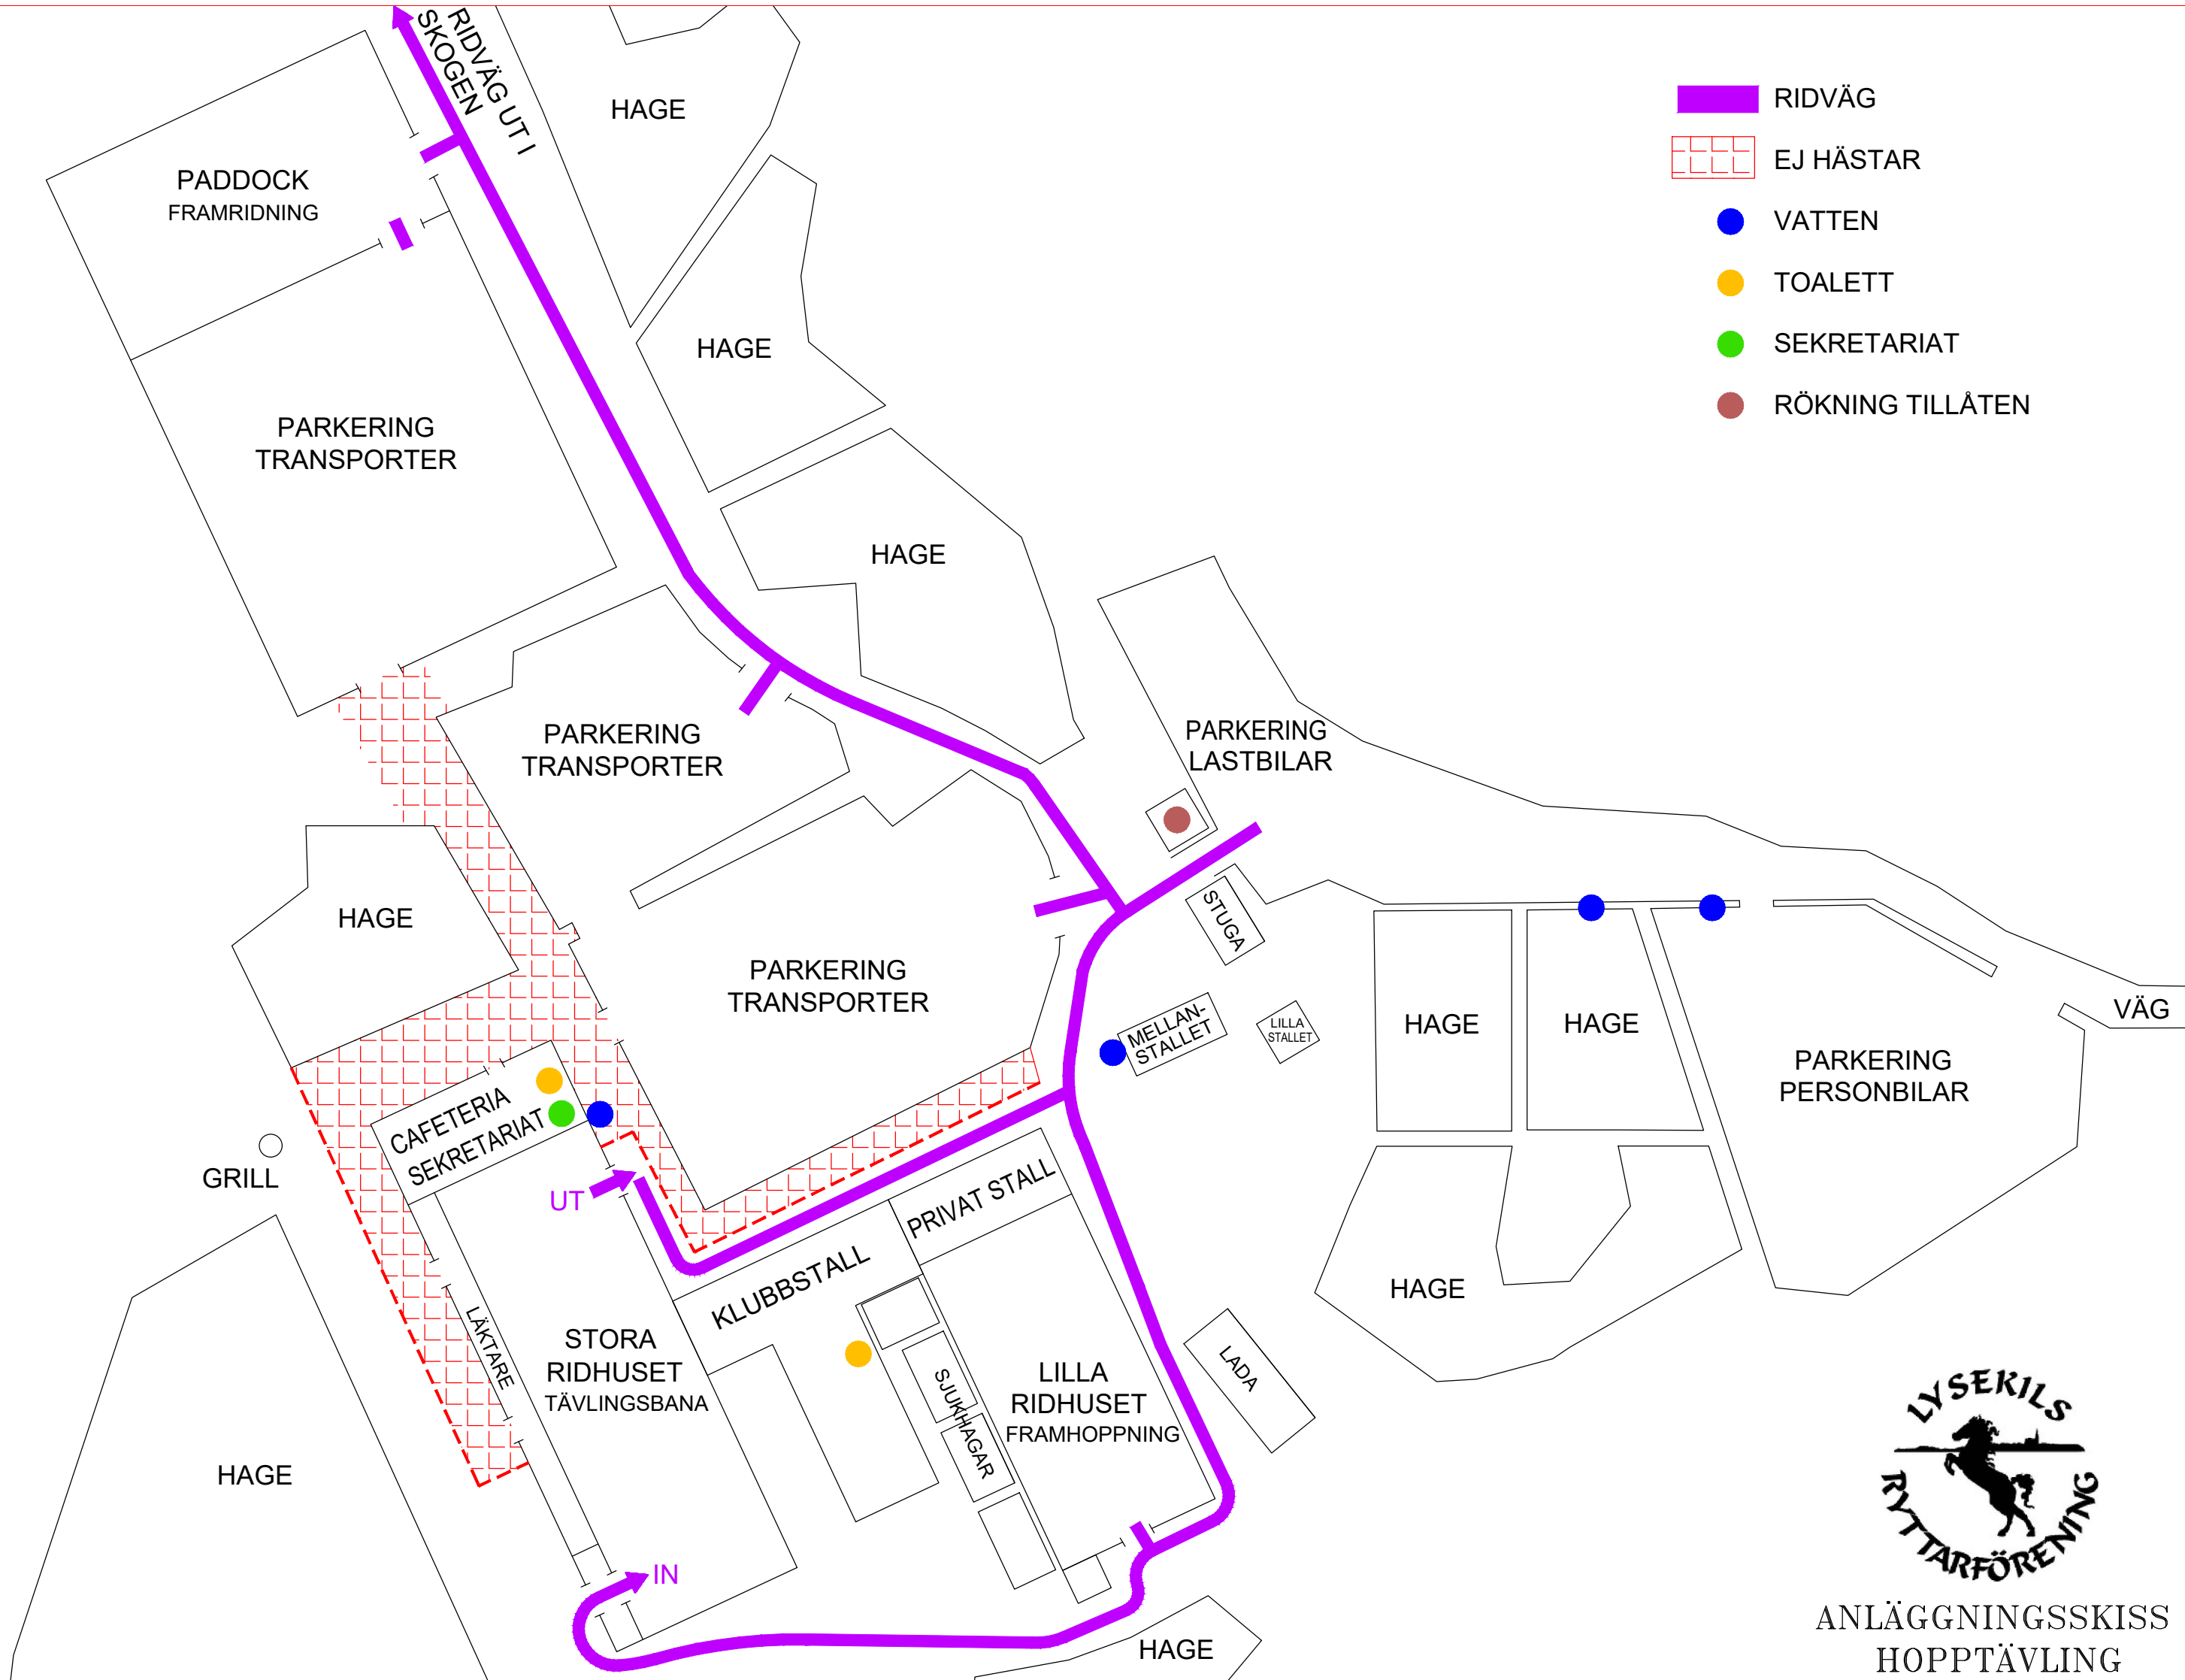 RIDVÄG UT I
SKOGEN
HAGE
RIDVÄG
EJ HÄSTAR
VATTEN
TOALETT
SEKRETARIAT
RÖKNING TILLÅTEN
PADDOCK
FRAMRIDNING
HAGE
PARKERING
TRANSPORTER
HAGE
PARKERING
TRANSPORTER
PARKERING
LASTBILAR
HAGE
STUGA
PARKERING
TRANSPORTER
MELLAN-
STALLET
LILLA
STALLET
HAGE
HAGE
VÄG
PARKERING
PERSONBILAR
CAFETERIA
SEKRETARIAT
GRILL
UT
PRIVAT STALL
KLUBBSTALL
HAGE
LÄKTARE
STORA
RIDHUSET
TÄVLINGSBANA
SJUKHAGAR
LILLA
RIDHUSET
FRAMHOPPNING
LADA
HAGE
IN
HAGE
LYSEKILS
RYTTARFÖRENING
ANLÄGGNINGSSKISS
HOPPTÄVLING